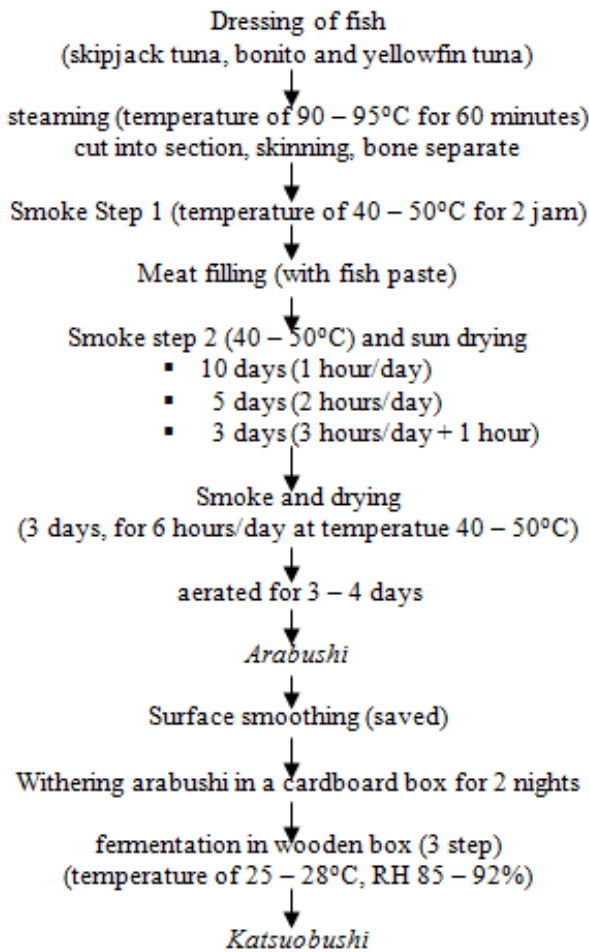 Dressing of fish
(skipjack tuna, bonito and yellowfin tuna)
steaming (temperature of 90 – 95°C for 60 minutes)
cut into section, skinning, bone separate
Smoke Step 1 (temperature of 40 – 50°C for 2 jam)
Meat filling (with fish paste)
Smoke step 2 (40 – 50°C) and sun drying
▪ 10 days (1 hour/day)
▪ 5 days (2 hours/day)
▪ 3 days (3 hours/day + 1 hour)
Smoke and drying
(3 days, for 6 hours/day at temperatue 40 – 50°C)
aerated for 3 – 4 days
Arabushi
Surface smoothing (saved)
Withering arabushi in a cardboard box for 2 nights
fermentation in wooden box (3 step)
(temperature of 25 – 28°C, RH 85 – 92%)
Katsuobushi